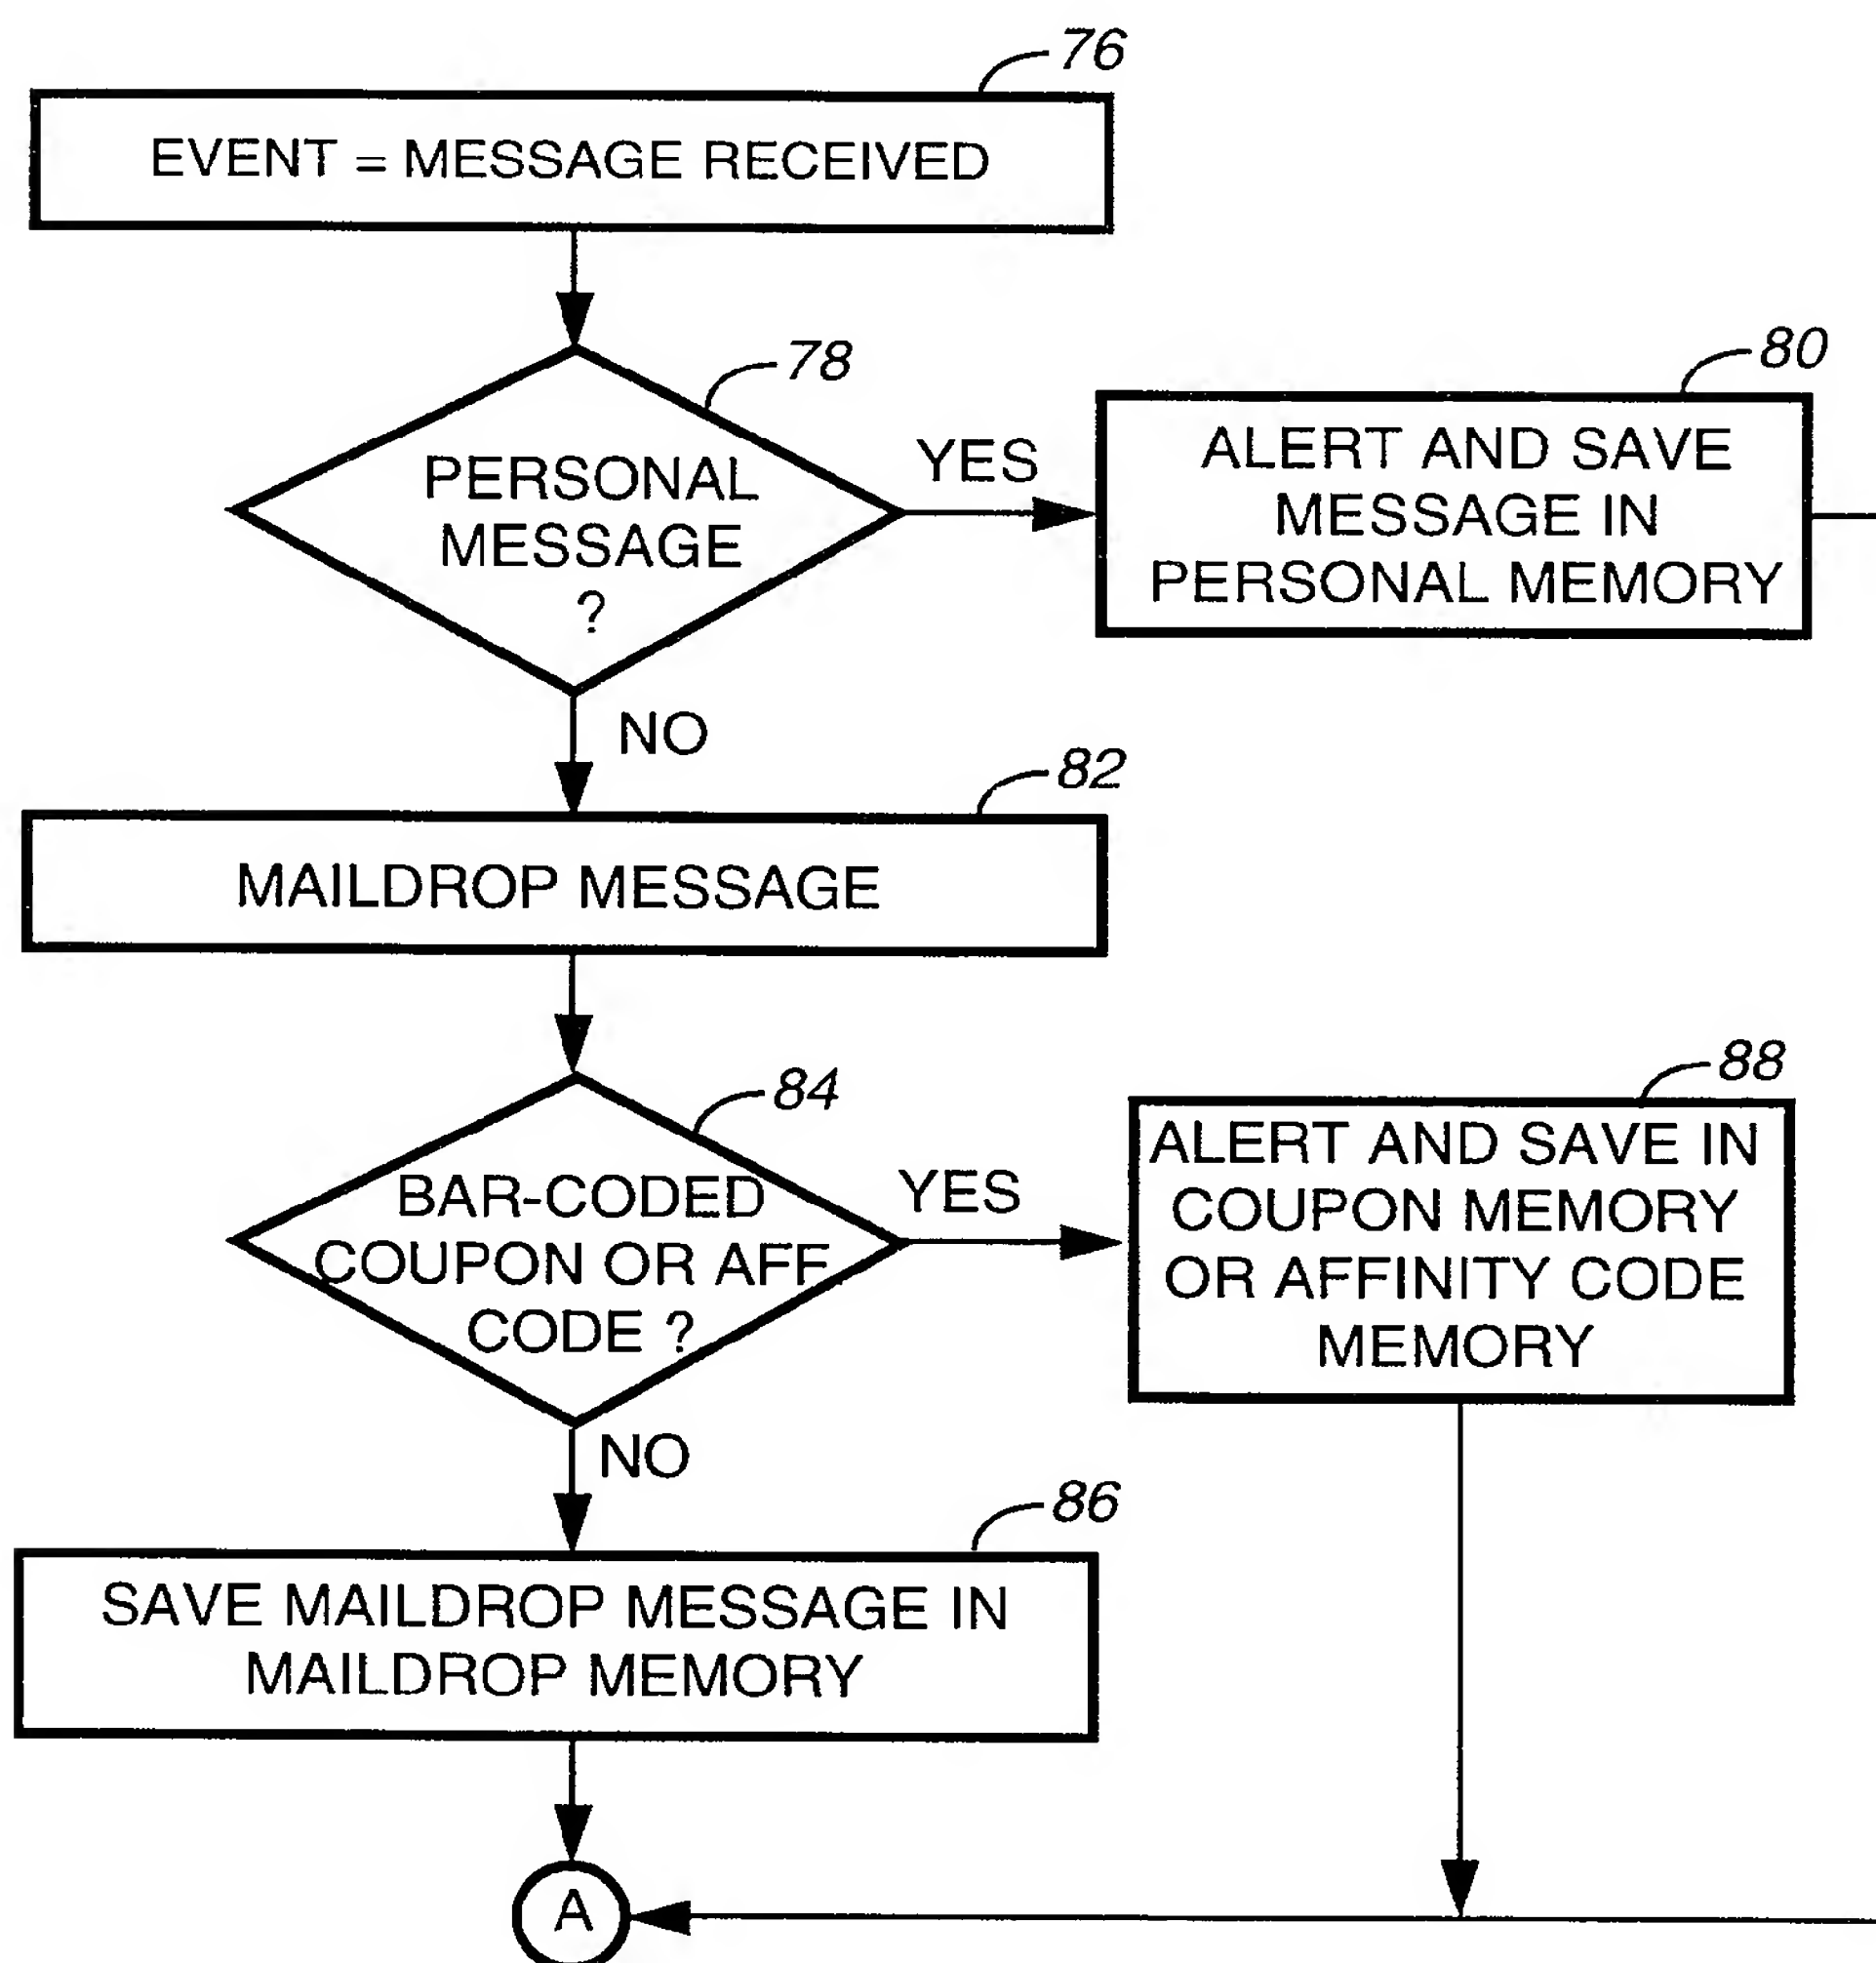 76
EVENT = MESSAGE RECEIVED
78
PERSONAL
MESSAGE
?
YES
80
ALERT AND SAVE
MESSAGE IN
PERSONAL MEMORY
NO
82
MAILDROP MESSAGE
84
BAR-CODED
COUPON OR AFF.
CODE ?
YES
88
ALERT AND SAVE IN
COUPON MEMORY
OR AFFINITY CODE
MEMORY
NO
86
SAVE MAILDROP MESSAGE IN
MAILDROP MEMORY
A